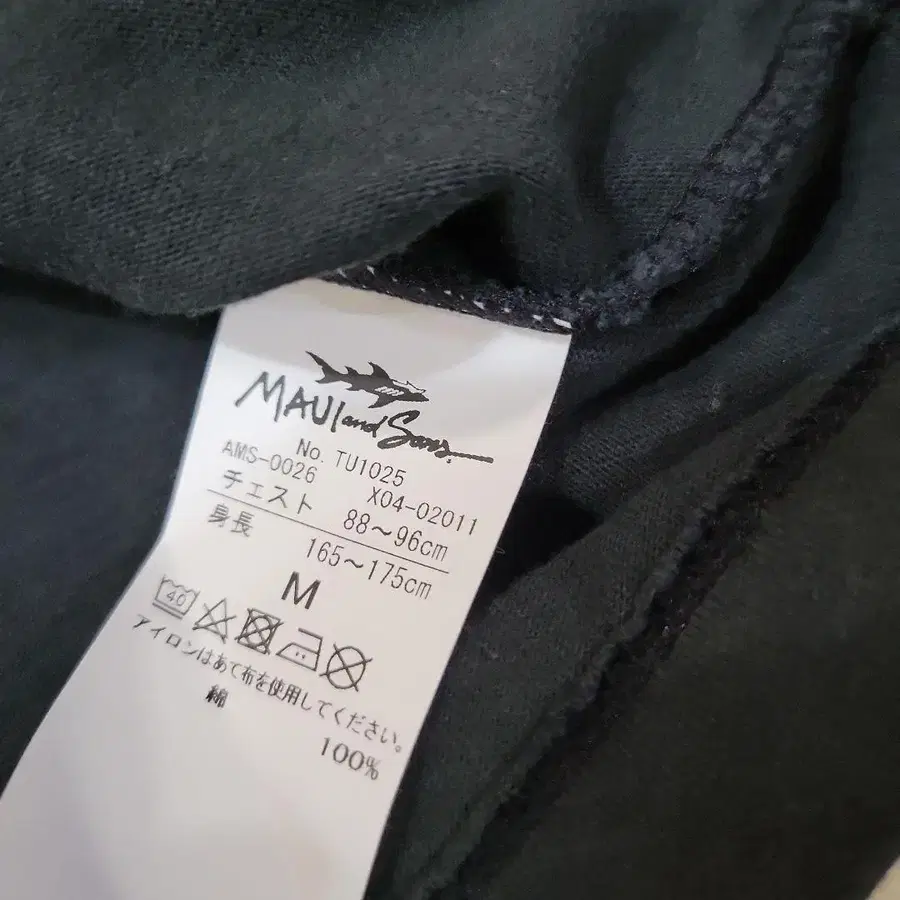 MAUI and Sons.
No. TU1025
AMS-0026 X04-02011
チェスト 88～96cm
身長 165～175cm
M
40
アイロンはあて布を使用してください。
綿 100%